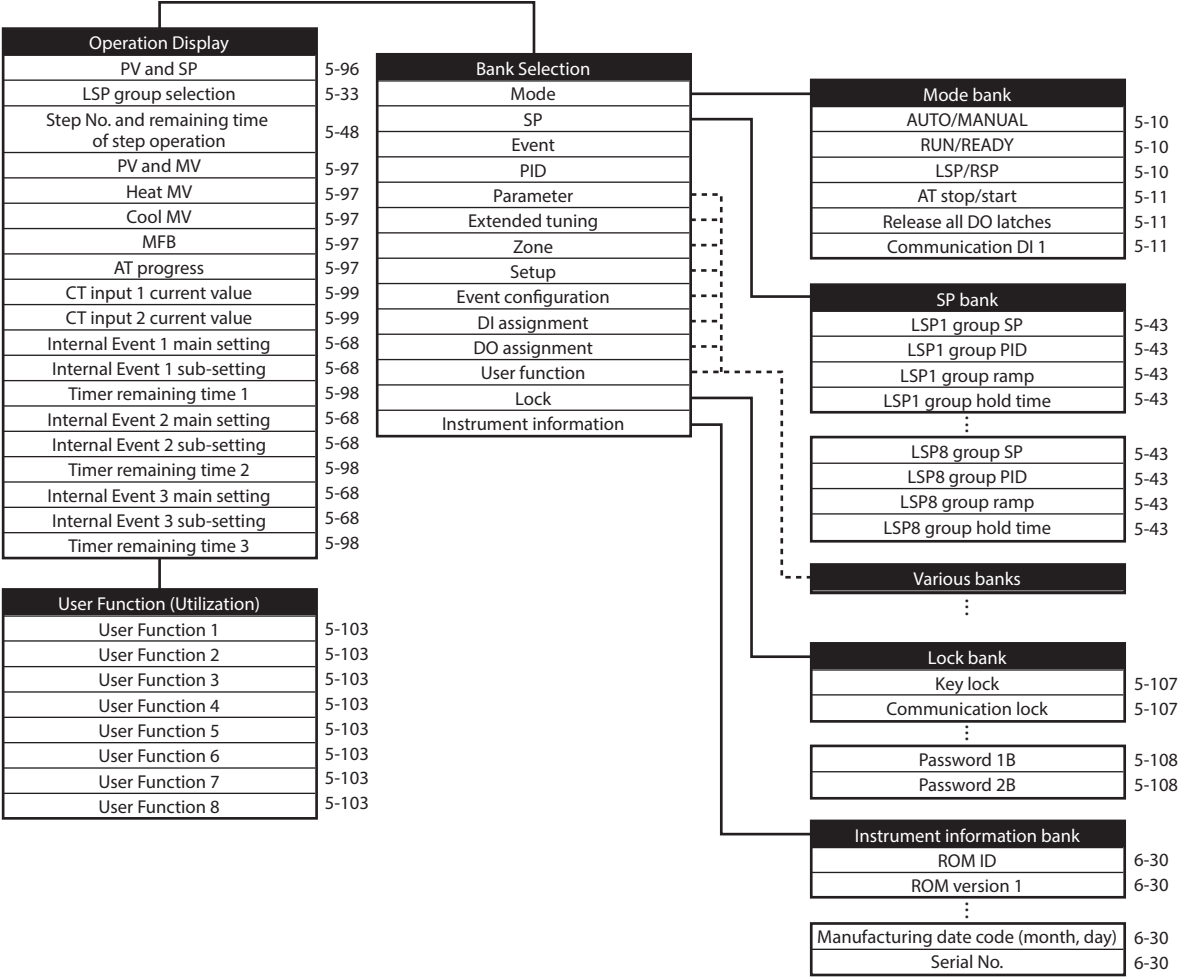 Operation Display
PV and SP 5-96
LSP group selection 5-33
Step No. and remaining time
of step operation 5-48
PV and MV 5-97
Heat MV 5-97
Cool MV 5-97
MFB 5-97
AT progress 5-97
CT input 1 current value 5-99
CT input 2 current value 5-99
Internal Event 1 main setting 5-68
Internal Event 1 sub-setting 5-68
Timer remaining time 1 5-98
Internal Event 2 main setting 5-68
Internal Event 2 sub-setting 5-68
Timer remaining time 2 5-98
Internal Event 3 main setting 5-68
Internal Event 3 sub-setting 5-68
Timer remaining time 3 5-98
User Function (Utilization)
User Function 1 5-103
User Function 2 5-103
User Function 3 5-103
User Function 4 5-103
User Function 5 5-103
User Function 6 5-103
User Function 7 5-103
User Function 8 5-103
Bank Selection
Mode
SP
Event
PID
Parameter
Extended tuning
Zone
Setup
Event configuration
DI assignment
DO assignment
User function
Lock
Instrument information
Mode bank
AUTO/MANUAL 5-10
RUN/READY 5-10
LSP/RSP 5-10
AT stop/start 5-11
Release all DO latches 5-11
Communication DI 1 5-11
SP bank
LSP1 group SP 5-43
LSP1 group PID 5-43
LSP1 group ramp 5-43
LSP1 group hold time 5-43
LSP8 group SP 5-43
LSP8 group PID 5-43
LSP8 group ramp 5-43
LSP8 group hold time 5-43
Various banks
Lock bank
Key lock 5-107
Communication lock 5-107
Password 1B 5-108
Password 2B 5-108
Instrument information bank
ROM ID 6-30
ROM version 1 6-30
Manufacturing date code (month, day) 6-30
Serial No. 6-30